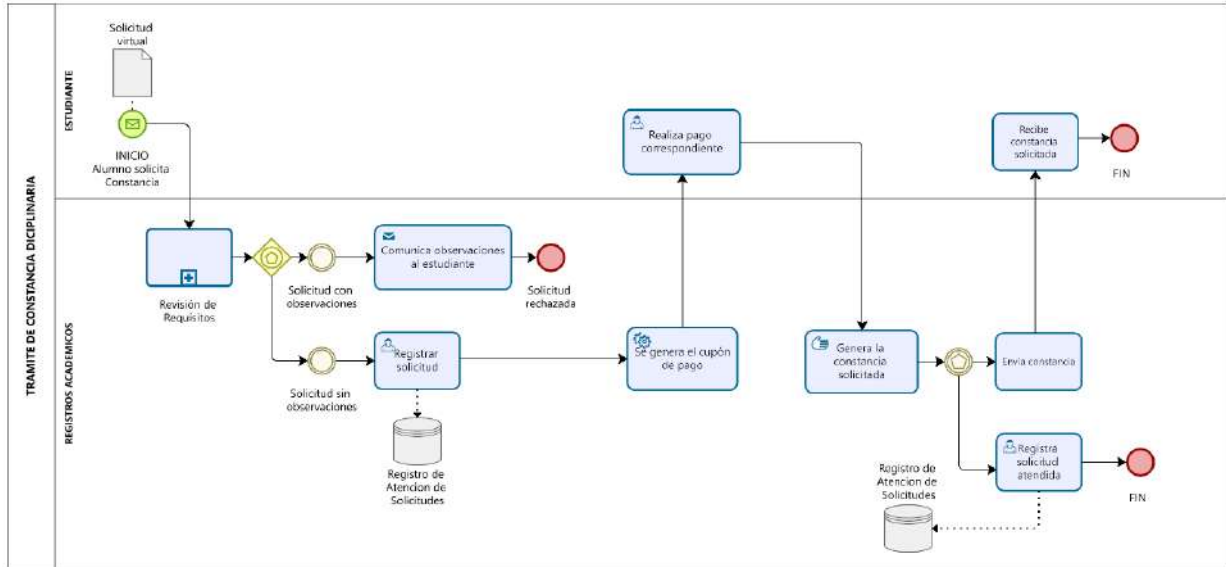 TRAMITE DE CONSTANCIA DICIPLINARIA
ESTUDIANTE
Solicitud
virtual
INICIO
Alumno solicita
Constancia
Realiza pago
correspondiente
Recibe
constancia
solicitada
FIN
REGISTROS ACADEMICOS
Revisión de
Requisitos
Solicitud con
observaciones
Comunica observaciones
al estudiante
Solicitud
rechazada
Solicitud sin
observaciones
Registrar
solicitud
Registro de
Atencion de
Solicitudes
Se genera el cupón
de pago
Genera la
constancia
solicitada
Envía constancia
Registra
solicitud
atendida
FIN
Registro de
Atencion de
Solicitudes